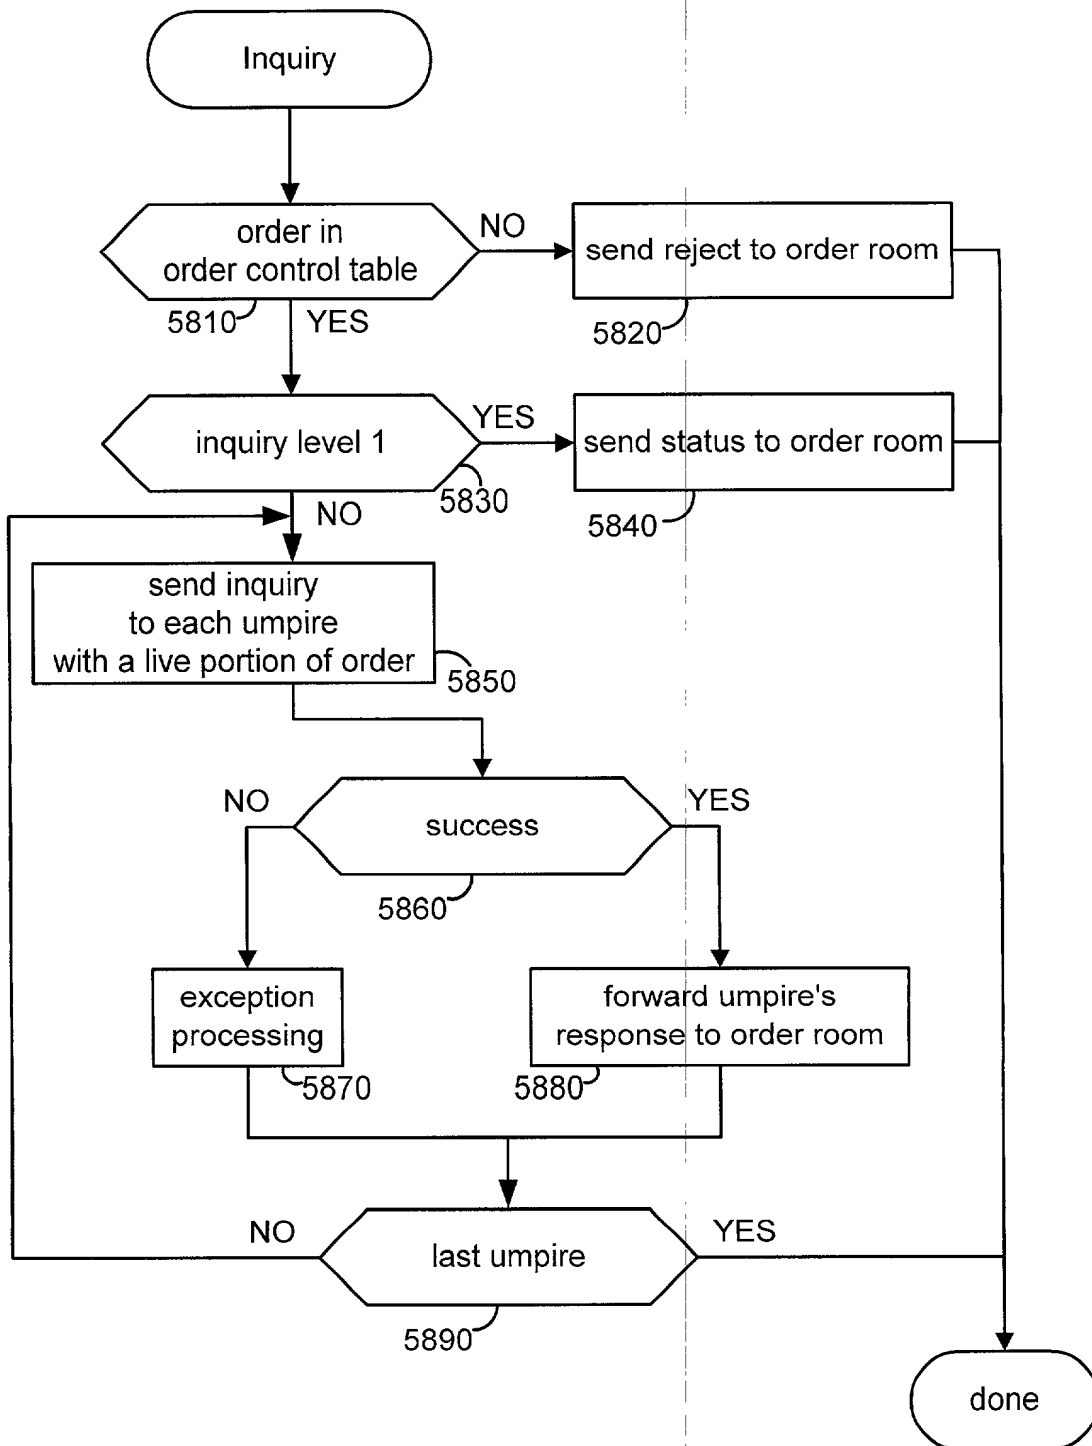 Inquiry
order in
order control table
NO
send reject to order room
5810
YES
5820
inquiry level 1
YES
send status to order room
5830
5840
NO
send inquiry
to each umpire
with a live portion of order
5850
NO
success
YES
5860
exception
processing
forward umpire's
response to order room
5870
5880
NO
last umpire
YES
5890
done